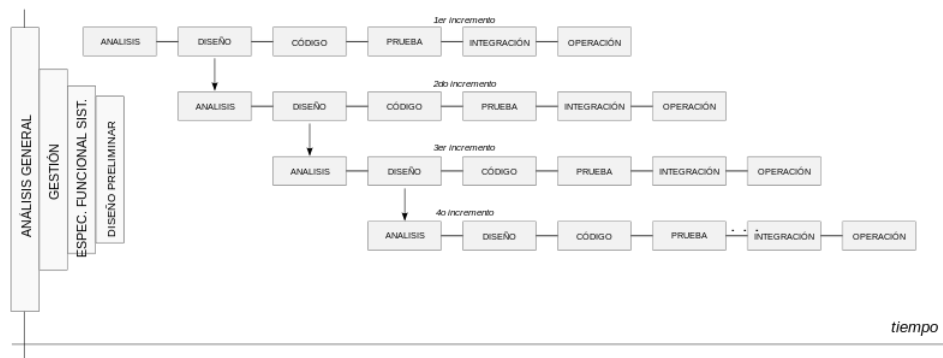 ANÁLISIS GENERAL
GESTIÓN
ESPEC. FUNCIONAL SIST.
DISEÑO PRELIMINAR
1er incremento
ANALISIS DISEÑO CÓDIGO PRUEBA INTEGRACIÓN OPERACIÓN
2do incremento
ANALISIS DISEÑO CÓDIGO PRUEBA INTEGRACIÓN OPERACIÓN
3er incremento
ANALISIS DISEÑO CÓDIGO PRUEBA INTEGRACIÓN OPERACIÓN
4o incremento
ANALISIS DISEÑO CÓDIGO PRUEBA INTEGRACIÓN OPERACIÓN
. . .
tiempo